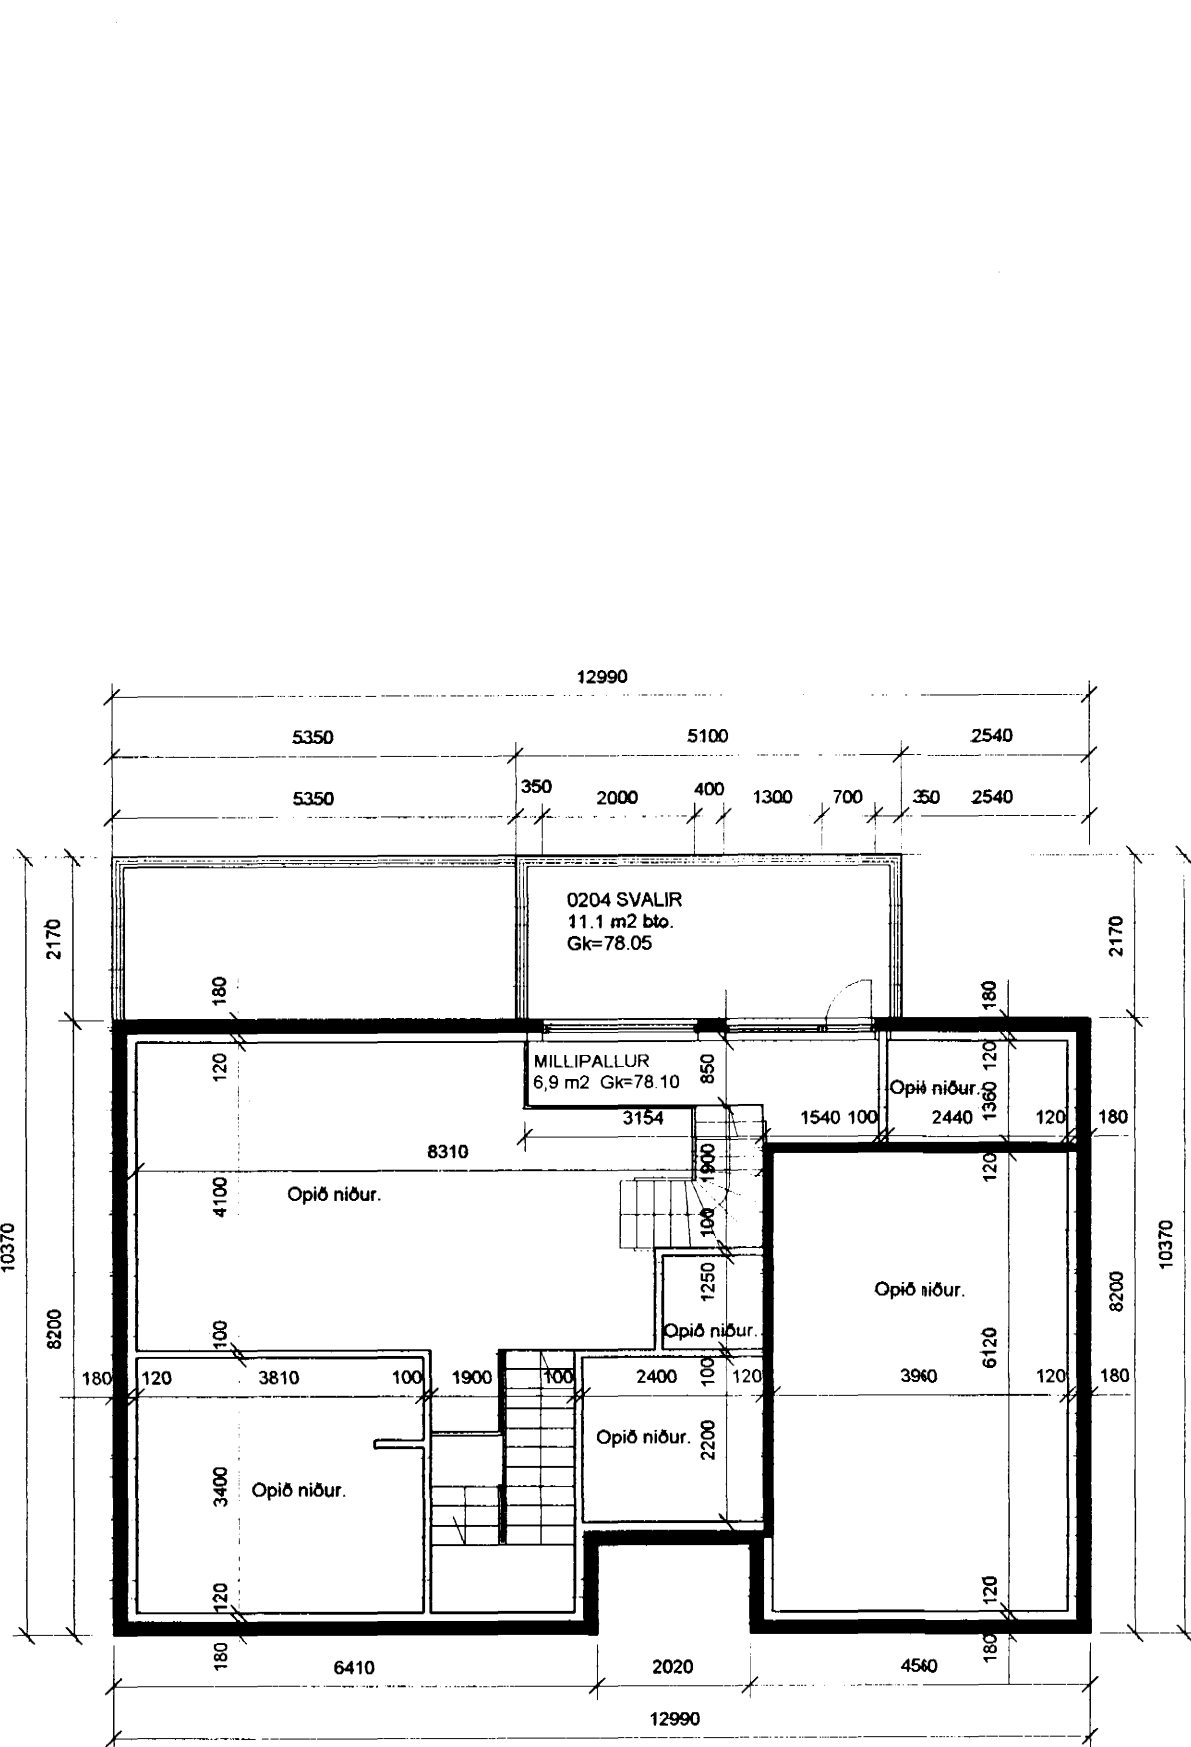 12990
5350 5100 2540
5350 350 2000 400 1300 700 350 2540
0204 SVALIR
11.1 m2 bto.
Gk=78.05
2170
2170
180
180
120
MILLIPALLUR
6,9 m2 Gk=78.10
850
120
Opið niður.
1360
3154
1540 100 2440 120 180
8310
1900
120
4100
Opið niður.
100
10370
10370
8200
8200
1250
Opið niður.
Opið niður.
100
6120
180 120 3810 100 1900 100 2400 100 120 3960 120 180
Opið niður.
2200
3400
Opið niður.
120
120
180
180
6410 2020 4560
12990